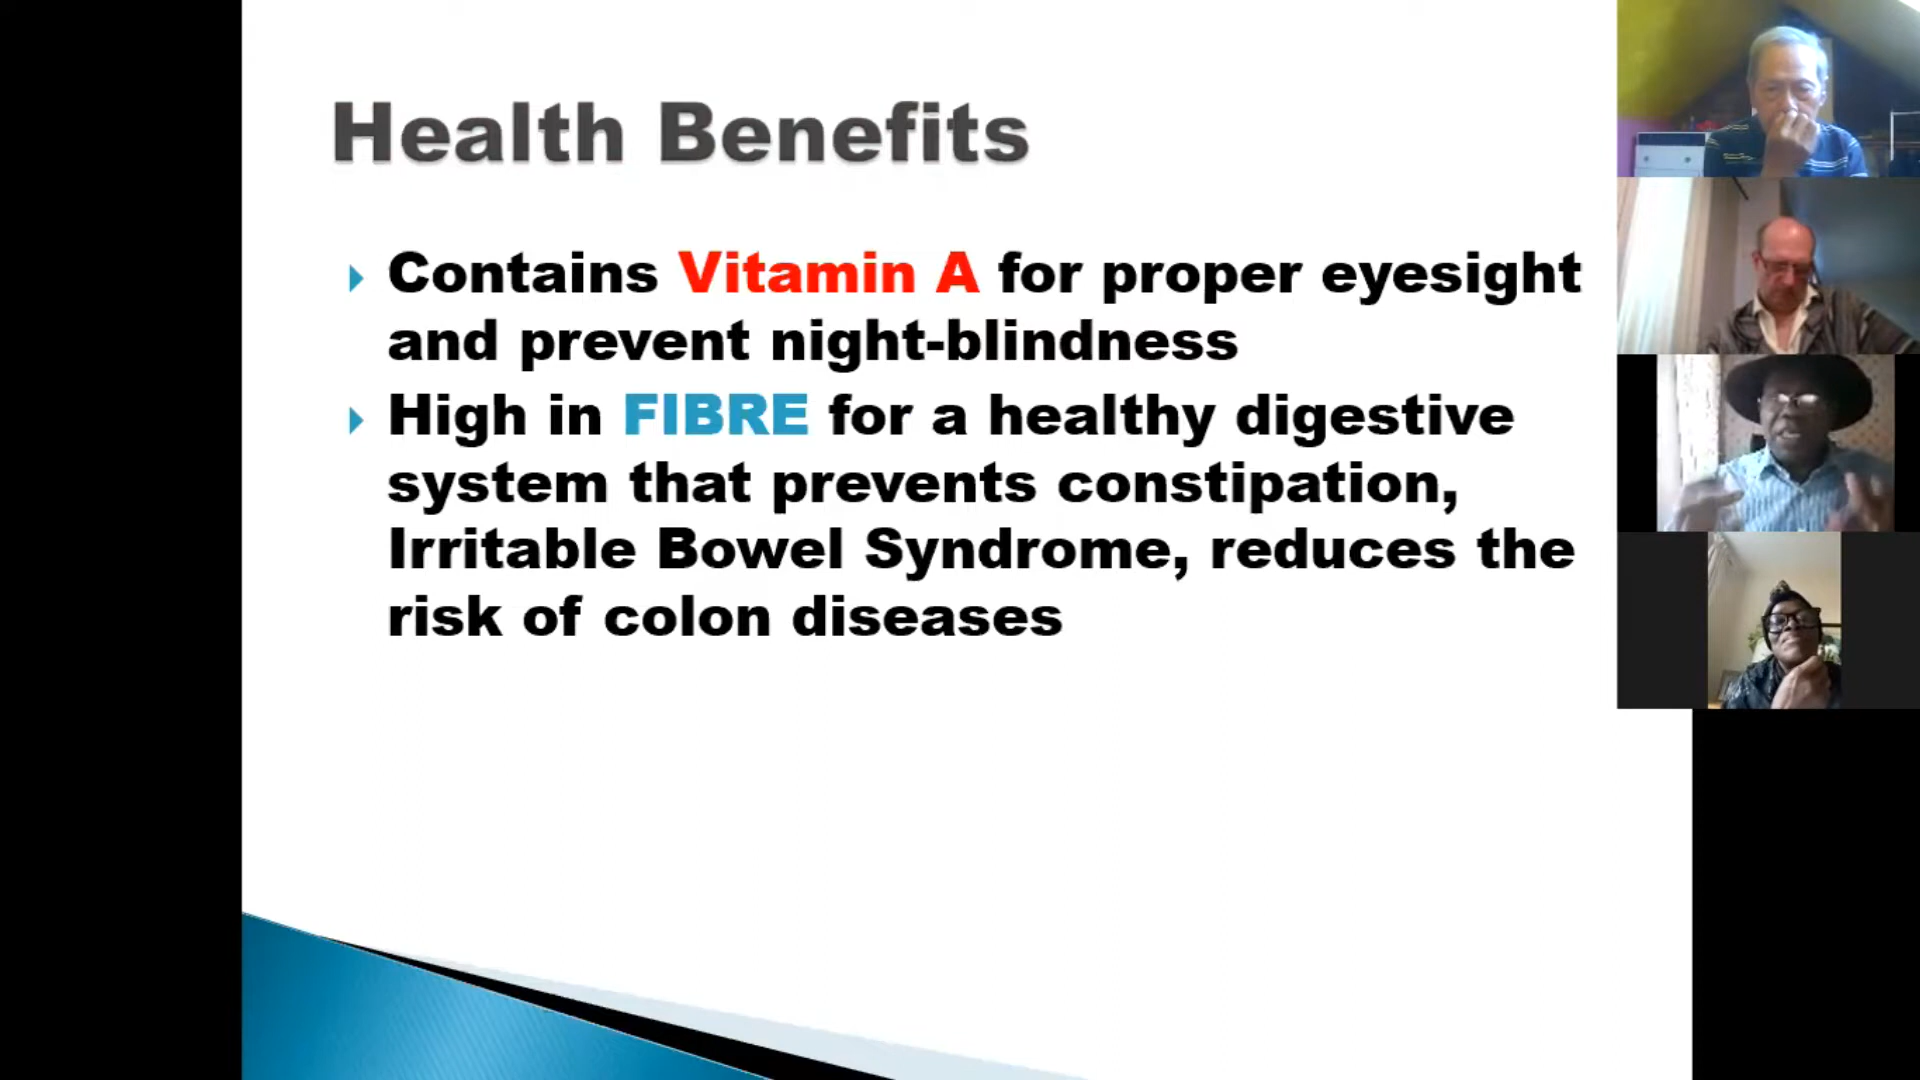 Health Benefits
Contains Vitamin A for proper eyesight
and prevent night-blindness
High in FIBRE for a healthy digestive
system that prevents constipation,
Irritable Bowel Syndrome, reduces the
risk of colon diseases